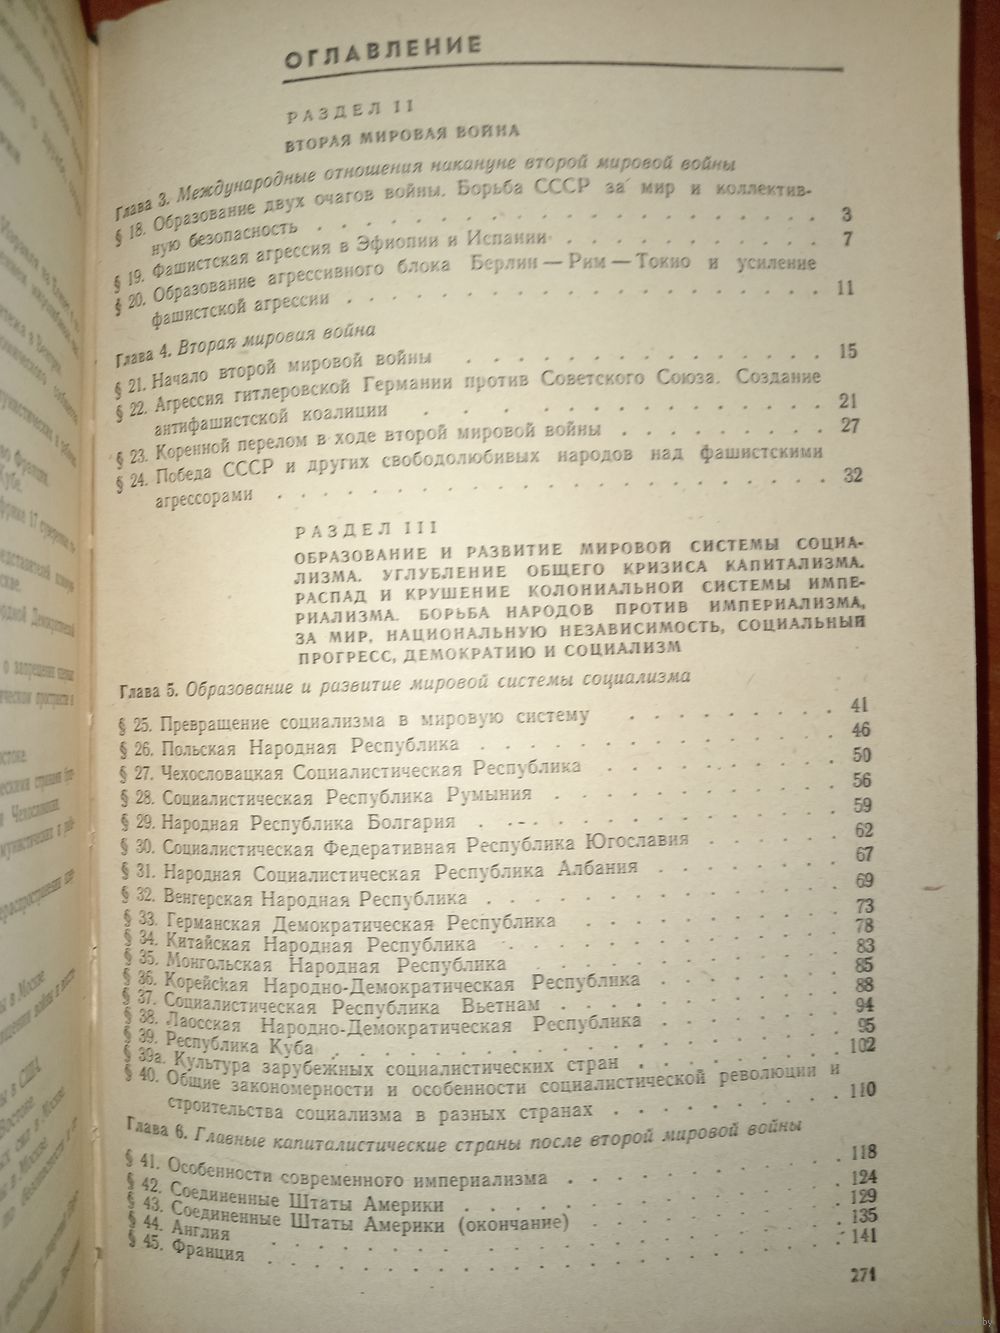 ОГЛАВЛЕНИЕ
РАЗДЕЛ II
ВТОРАЯ МИРОВАЯ ВОЙНА
Глава 3. Международные отношения накануне второй мировой войны
§ 18. Образование двух очагов войны. Борьба СССР за мир и коллектив-
ную безопасность . . . . . . . . . . . . . . . . . . 3
§ 19. Фашистская агрессия в Эфиопии и Испании . . . . . . . . . 7
§ 20. Образование агрессивного блока Берлин — Рим — Токио и усиление
фашистской агрессии . . . . . . . . . . . . . . . . . 11
Глава 4. Вторая мировая война
§ 21. Начало второй мировой войны . . . . . . . . . . . . . 15
§ 22. Агрессия гитлеровской Германии против Советского Союза. Создание
антифашистской коалиции . . . . . . . . . . . . . . . 21
§ 23. Коренной перелом в ходе второй мировой войны . . . . . . . . 27
§ 24. Победа СССР и других свободолюбивых народов над фашистскими
агрессорами . . . . . . . . . . . . . . . . . . . . 32
РАЗДЕЛ III
ОБРАЗОВАНИЕ И РАЗВИТИЕ МИРОВОЙ СИСТЕМЫ СОЦИА-
ЛИЗМА. УГЛУБЛЕНИЕ ОБЩЕГО КРИЗИСА КАПИТАЛИЗМА.
РАСПАД И КРУШЕНИЕ КОЛОНИАЛЬНОЙ СИСТЕМЫ ИМПЕ-
РИАЛИЗМА. БОРЬБА НАРОДОВ ПРОТИВ ИМПЕРИАЛИЗМА,
ЗА МИР, НАЦИОНАЛЬНУЮ НЕЗАВИСИМОСТЬ, СОЦИАЛЬНЫЙ
ПРОГРЕСС, ДЕМОКРАТИЮ И СОЦИАЛИЗМ
Глава 5. Образование и развитие мировой системы социализма
§ 25. Превращение социализма в мировую систему . . . . . . . . 41
§ 26. Польская Народная Республика . . . . . . . . . . . . . 46
§ 27. Чехословацкая Социалистическая Республика . . . . . . . . 50
§ 28. Социалистическая Республика Румыния . . . . . . . . . . 56
§ 29. Народная Республика Болгария . . . . . . . . . . . . . 59
§ 30. Социалистическая Федеративная Республика Югославия . . . . . 62
§ 31. Народная Социалистическая Республика Албания . . . . . . . 67
§ 32. Венгерская Народная Республика . . . . . . . . . . . . 69
§ 33. Германская Демократическая Республика . . . . . . . . . 73
§ 34. Китайская Народная Республика . . . . . . . . . . . . 78
§ 35. Монгольская Народная Республика . . . . . . . . . . . 83
§ 36. Корейская Народно-Демократическая Республика . . . . . . . 85
§ 37. Социалистическая Республика Вьетнам . . . . . . . . . . 88
§ 38. Лаосская Народно-Демократическая Республика . . . . . . . 94
§ 39. Республика Куба . . . . . . . . . . . . . . . . . . 95
§ 39а. Культура зарубежных социалистических стран . . . . . . . . 102
§ 40. Общие закономерности и особенности социалистической революции и
строительства социализма в разных странах . . . . . . . . . 110
Глава 6. Главные капиталистические страны после второй мировой войны
§ 41. Особенности современного империализма . . . . . . . . . . 118
§ 42. Соединенные Штаты Америки . . . . . . . . . . . . . . 124
§ 43. Соединенные Штаты Америки (окончание) . . . . . . . . . . 129
§ 44. Англия . . . . . . . . . . . . . . . . . . . . . 135
§ 45. Франция . . . . . . . . . . . . . . . . . . . . . 141
271